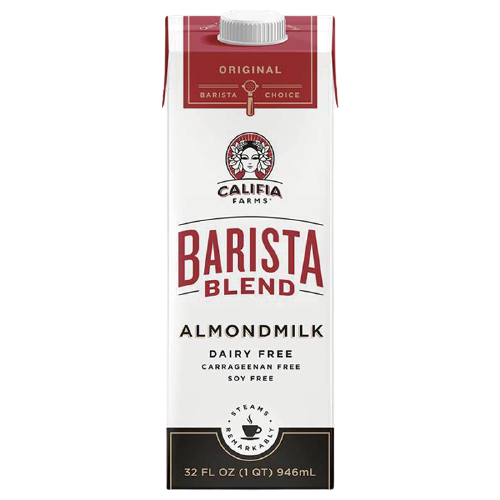 ORIGINAL
BARISTA CHOICE
CALIFIA
FARMS
BARISTA
BLEND
ALMONDMILK
DAIRY FREE
CARRAGEENAN FREE
SOY FREE
• STEAMS •
REMARKABLY
32 FL OZ (1 QT) 946mL